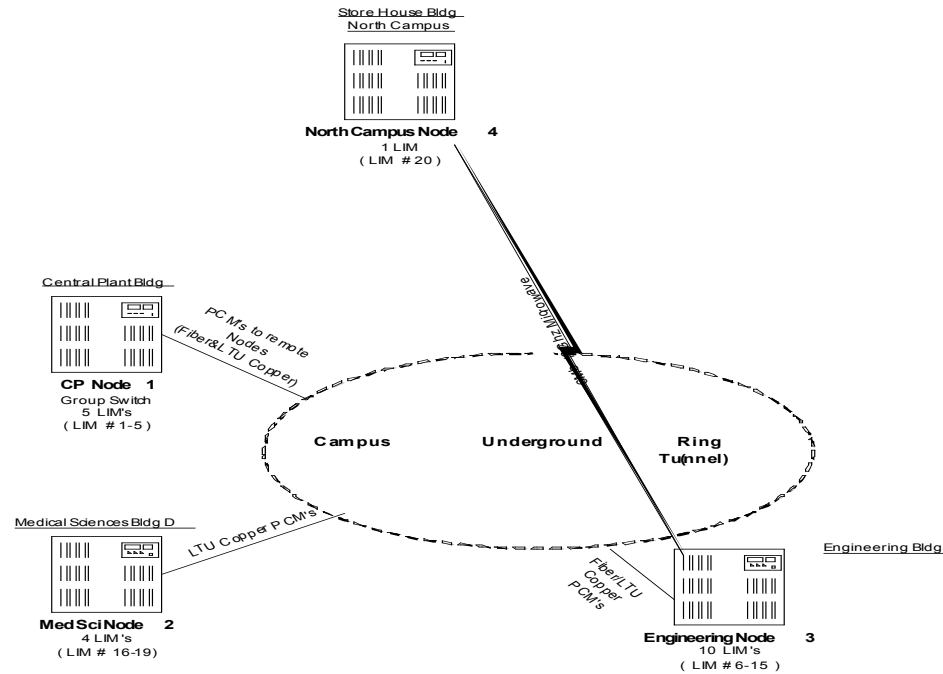 Store House Bldg
North Campus
North Campus Node 4
1 LIM
( LIM # 20 )
Central Plant Bldg
CP Node 1
Group Switch
5 LIM's
( LIM # 1-5 )
PCM's to remote
Nodes
(Fiber&LTU Copper)
Microwave
Campus Underground Ring
(Tunnel)
Medical Sciences Bldg D
Med Sci Node 2
4 LIM's
( LIM # 16-19)
LTU Copper PCM's
Fiber/LTU
Copper
PCM's
Engineering Bldg
Engineering Node 3
10 LIM's
( LIM # 6-15 )